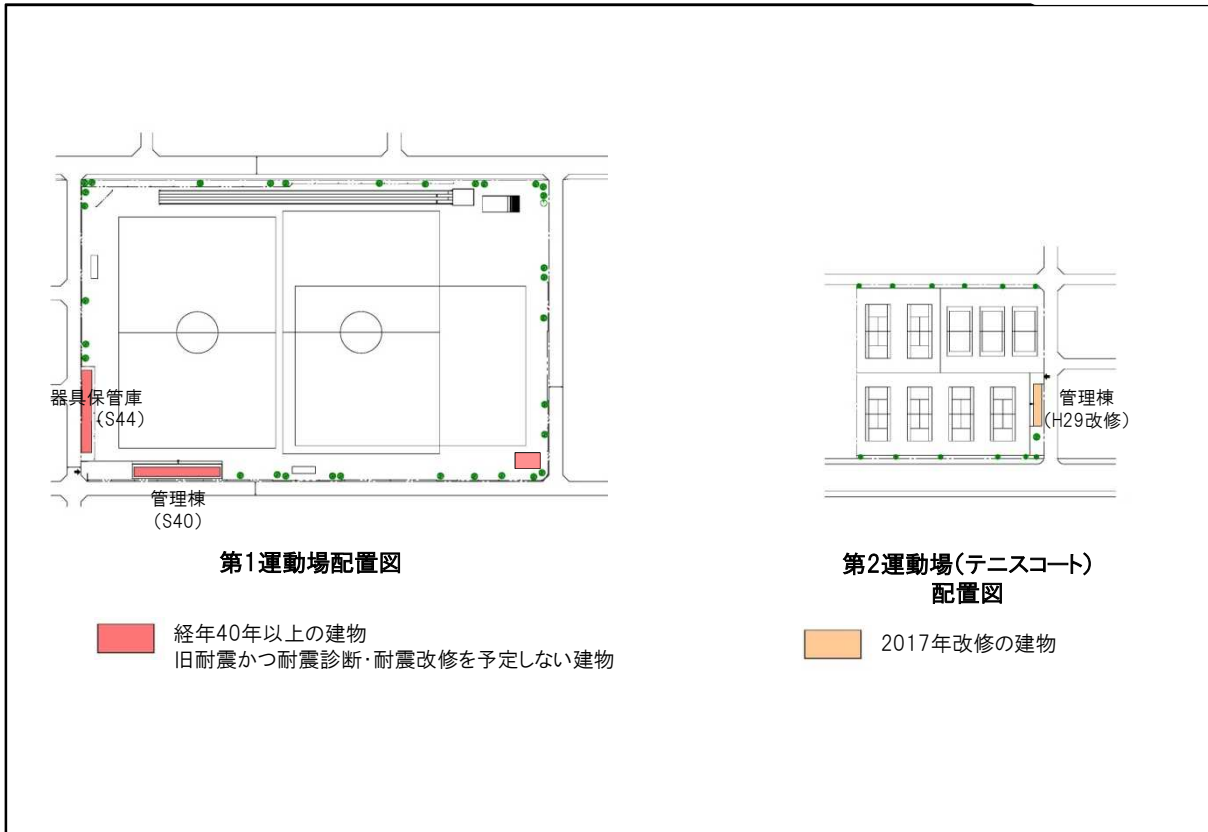 器具保管庫
(S44)
管理棟
(S40)
第1運動場配置図
経年40年以上の建物
旧耐震かつ耐震診断・耐震改修を予定しない建物
管理棟
(H29改修)
第2運動場(テニスコート)
配置図
2017年改修の建物